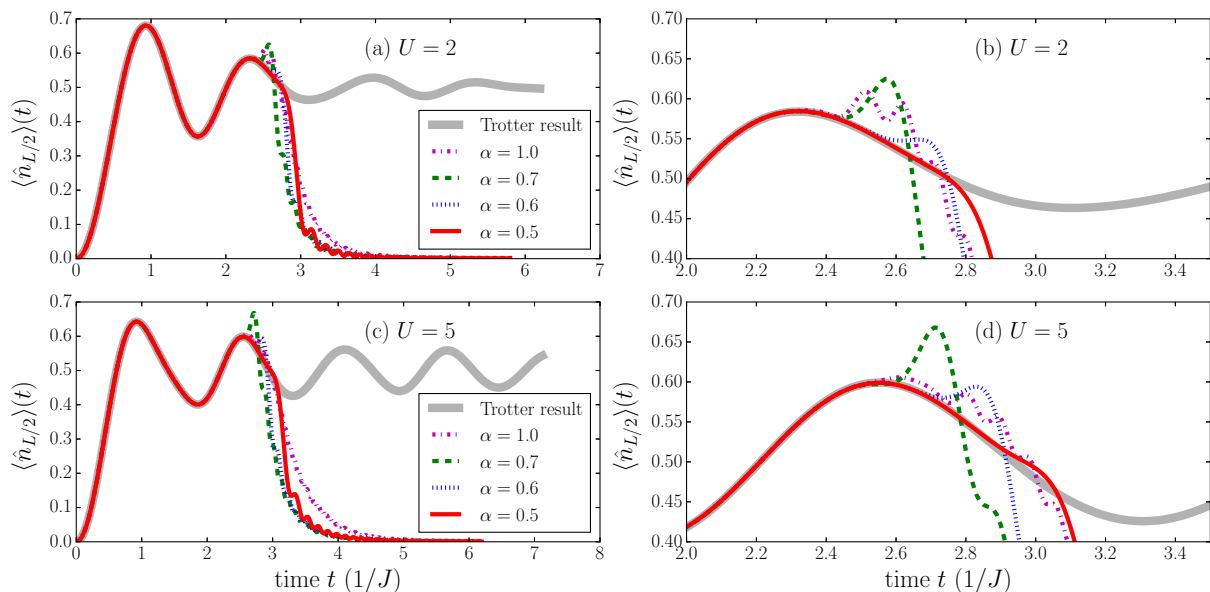 0.7
0.6
0.5
0.4
0.3
0.2
0.1
0.0
0 1 2 3 4 5 6 7
⟨n̂_{L/2}⟩(t)
(a) U = 2
Trotter result
α = 1.0
α = 0.7
α = 0.6
α = 0.5
0.70
0.65
0.60
0.55
0.50
0.45
0.40
2.0 2.2 2.4 2.6 2.8 3.0 3.2 3.4
⟨n̂_{L/2}⟩(t)
(b) U = 2
0.7
0.6
0.5
0.4
0.3
0.2
0.1
0.0
0 1 2 3 4 5 6 7 8
⟨n̂_{L/2}⟩(t)
(c) U = 5
Trotter result
α = 1.0
α = 0.7
α = 0.6
α = 0.5
time t (1/J)
0.70
0.65
0.60
0.55
0.50
0.45
0.40
2.0 2.2 2.4 2.6 2.8 3.0 3.2 3.4
⟨n̂_{L/2}⟩(t)
(d) U = 5
time t (1/J)